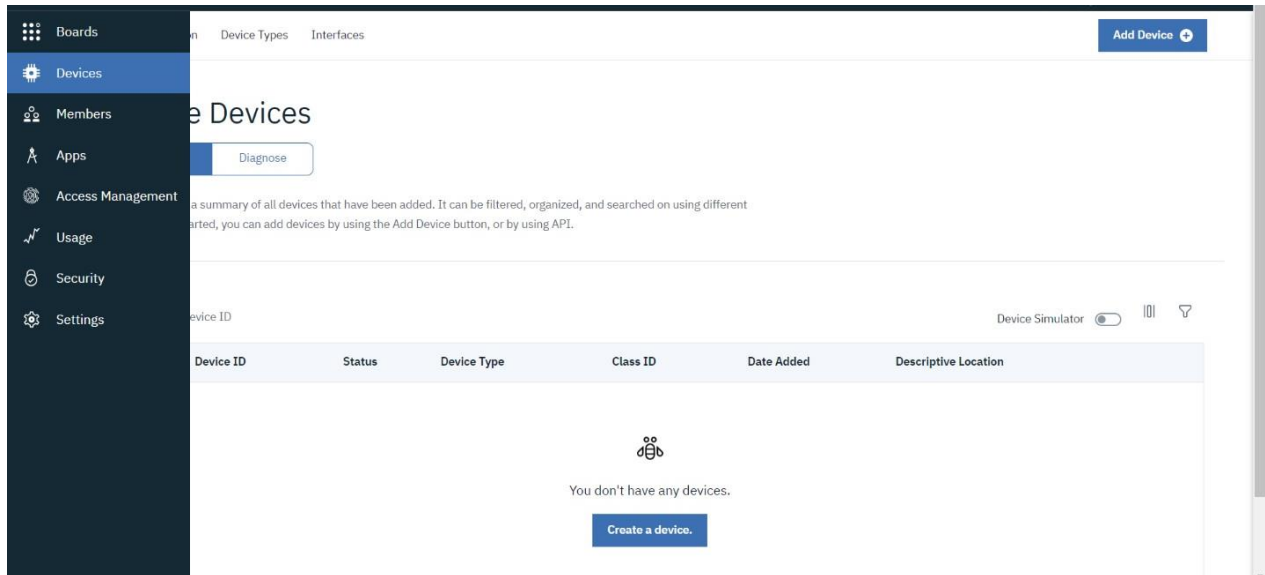 Boards
Devices
Members
Apps
Access Management
Usage
Security
Settings
n Device Types Interfaces
Add Device
e Devices
Diagnose
a summary of all devices that have been added. It can be filtered, organized, and searched on using different
arted, you can add devices by using the Add Device button, or by using API.
evice ID
Device Simulator
Device ID Status Device Type Class ID Date Added Descriptive Location
You don't have any devices.
Create a device.